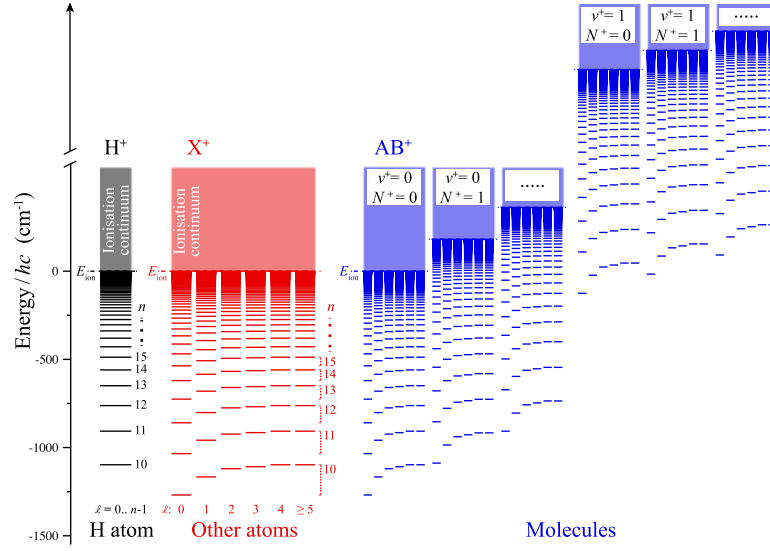 v⁺= 1
N⁺= 0
v⁺= 1
N⁺= 1
.....
H⁺
X⁺
AB⁺
Ionisation
continuum
Ionisation
continuum
v⁺= 0
N⁺= 0
v⁺= 0
N⁺= 1
.....
Energy/hc (cm⁻¹)
0
-500
-1000
-1500
E_ion
E_ion
E_ion
n
15
14
13
12
11
10
n
15
14
13
12
11
10
ℓ = 0.. n-1
ℓ: 0 1 2 3 4 ≥ 5
H atom
Other atoms
Molecules